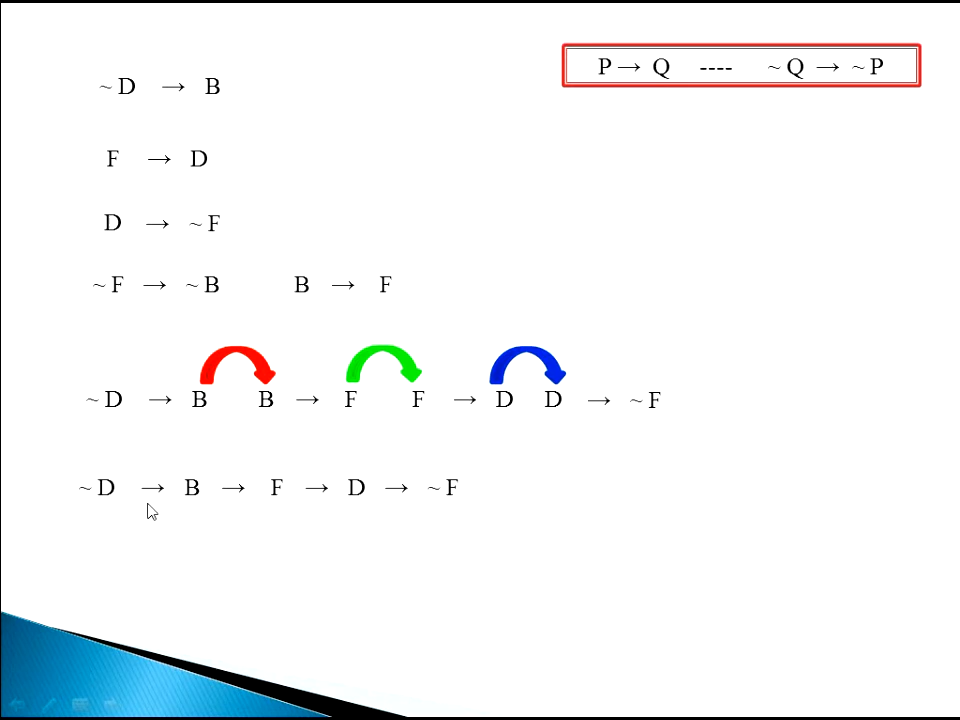 P → Q ---- ~ Q → ~ P
~ D → B
F → D
D → ~ F
~ F → ~ B B → F
~ D → B B → F F → D D → ~ F
~ D → B → F → D → ~ F